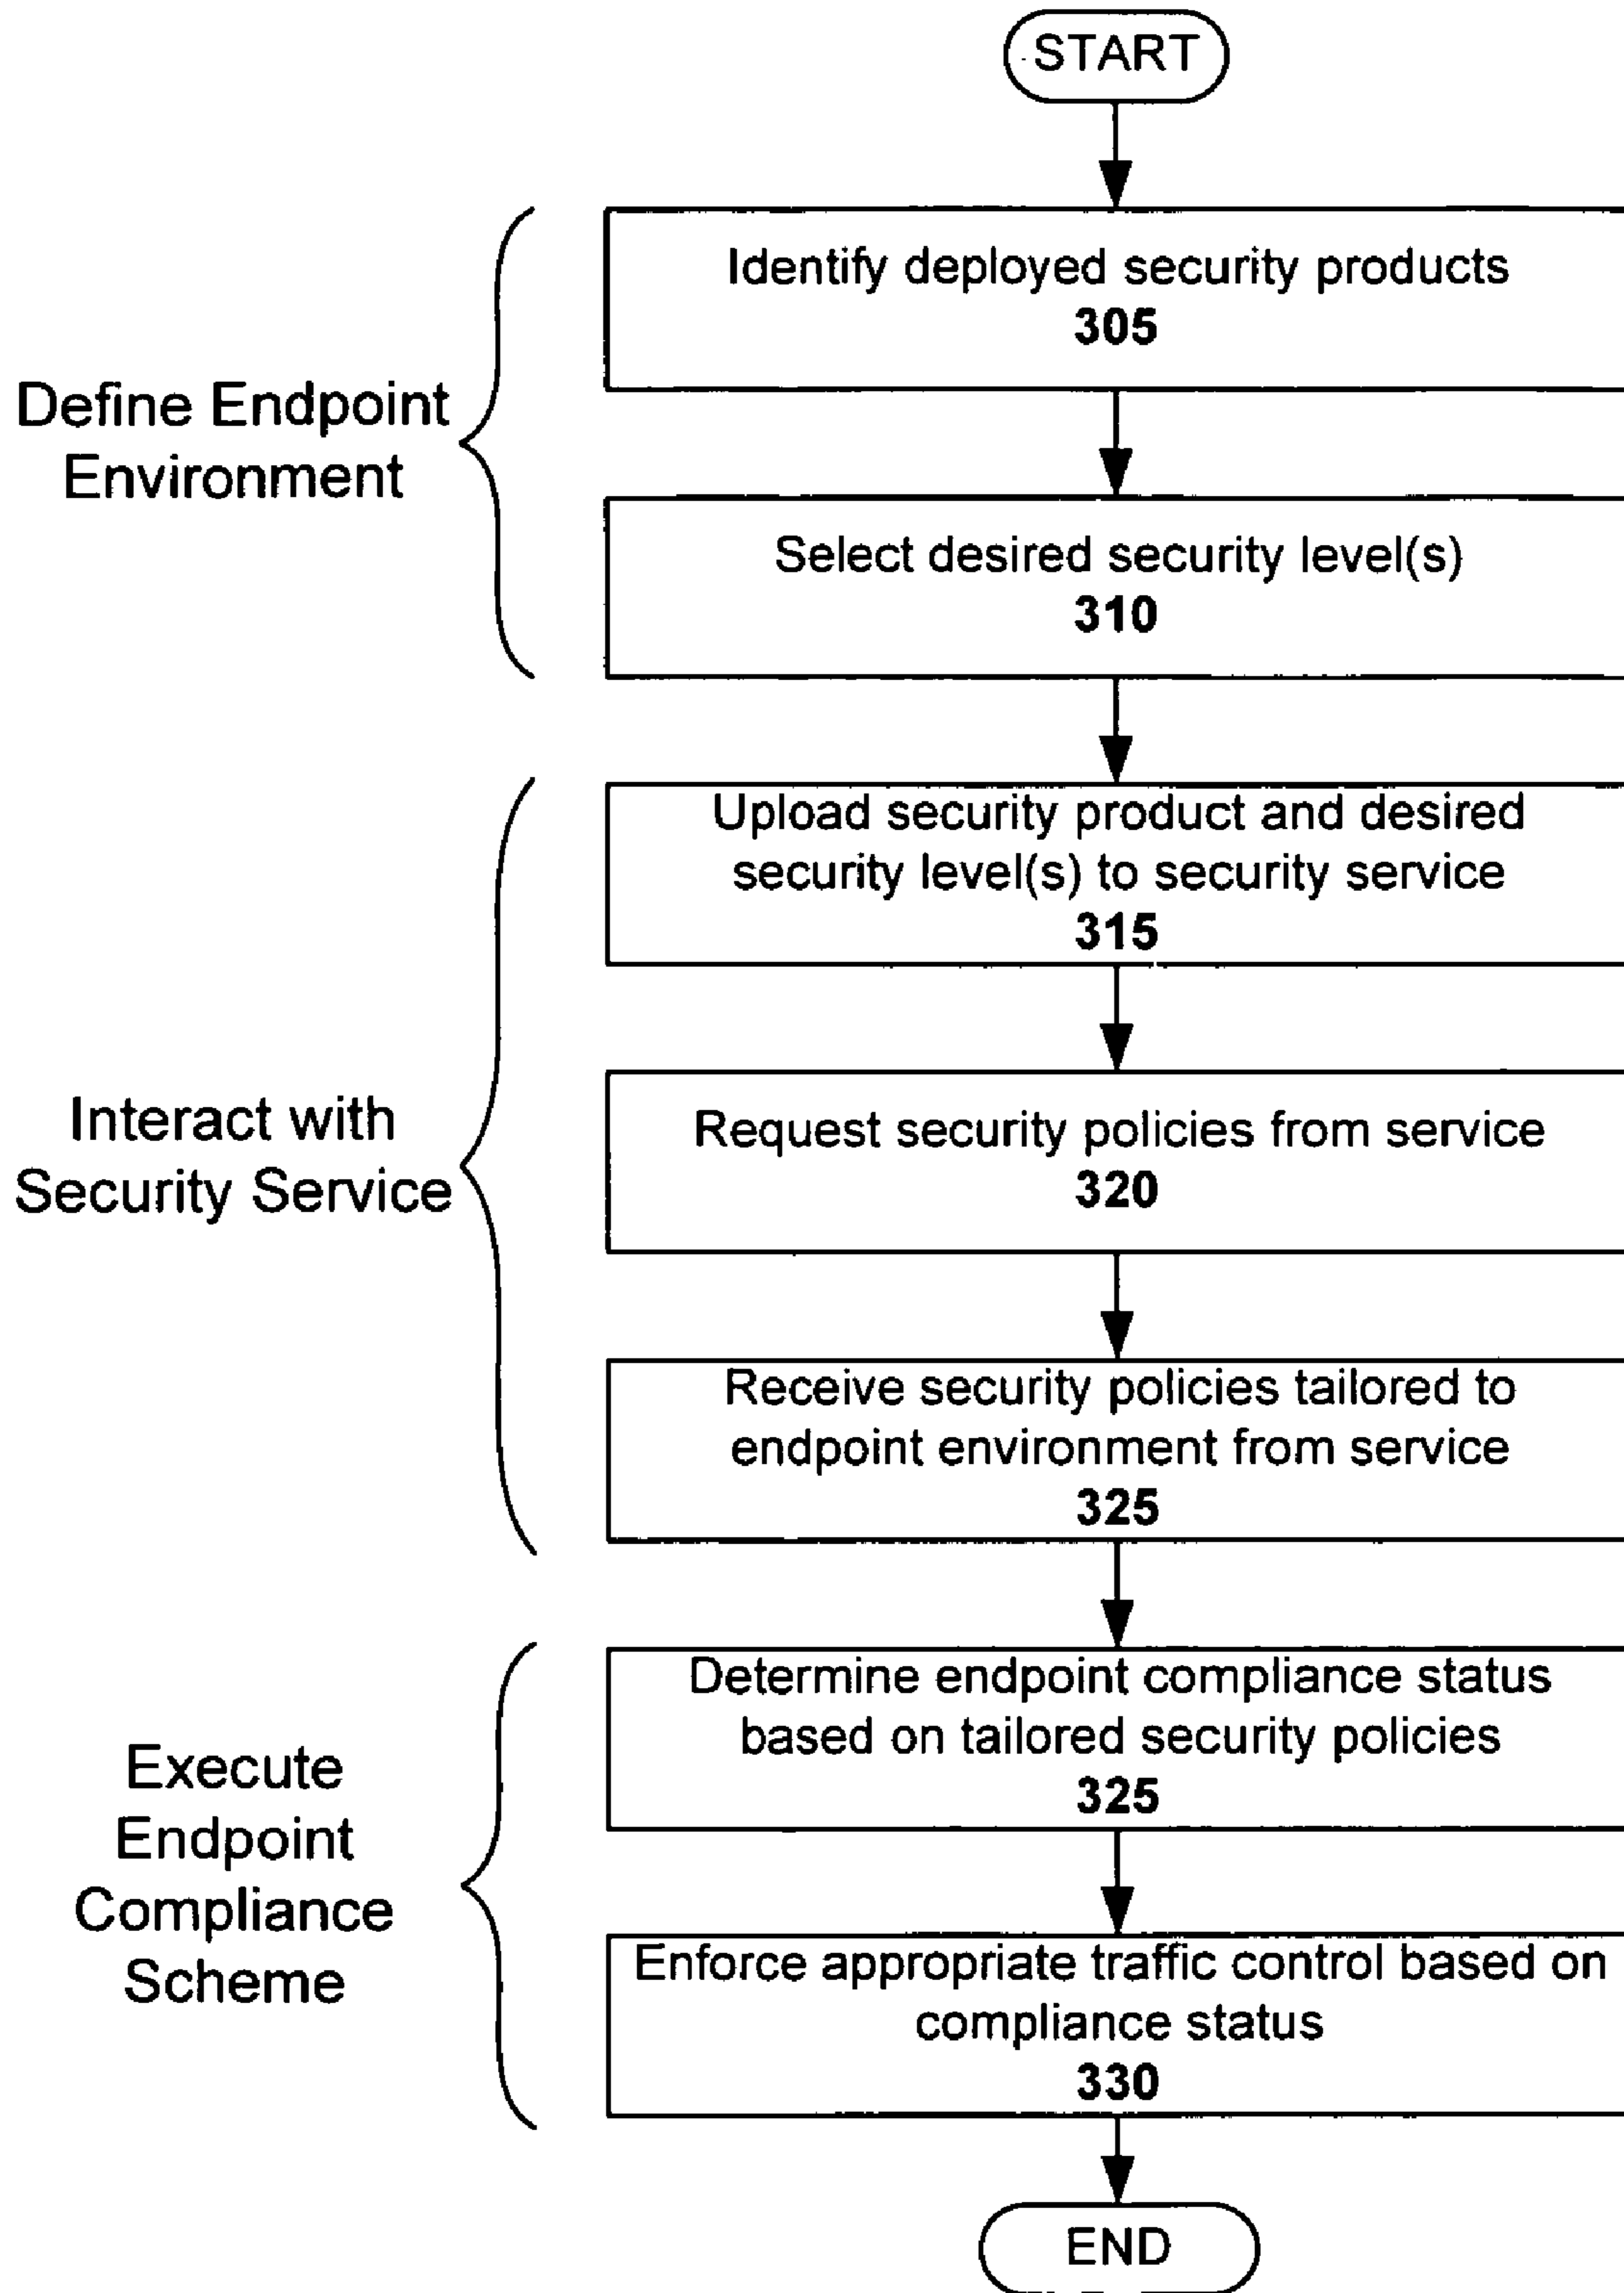 START
Define Endpoint
Environment
Identify deployed security products
305
Select desired security level(s)
310
Interact with
Security Service
Upload security product and desired
security level(s) to security service
315
Request security policies from service
320
Receive security policies tailored to
endpoint environment from service
325
Execute
Endpoint
Compliance
Scheme
Determine endpoint compliance status
based on tailored security policies
325
Enforce appropriate traffic control based on
compliance status
330
END